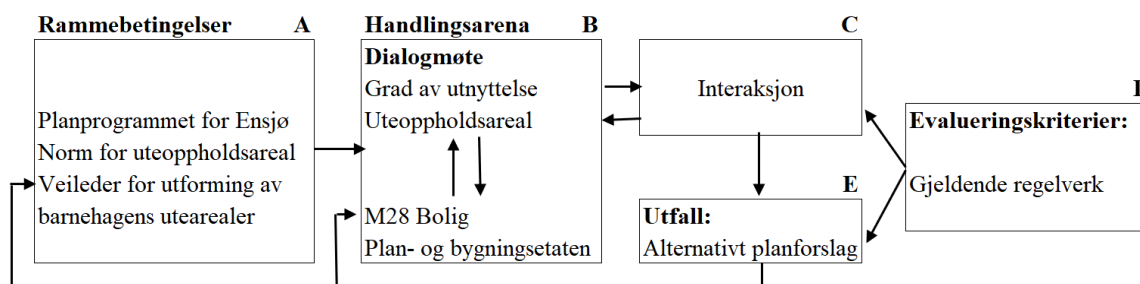 Rammebetingelser A
Planprogrammet for Ensjø
Norm for uteoppholdsareal
Veileder for utforming av
barnehagens utearealer
Handlingsarena B
Dialogmøte
Grad av utnyttelse
Uteoppholdsareal
M28 Bolig
Plan- og bygningsetaten
C
Interaksjon
E
Utfall:
Alternativt planforslag
Evalueringskriterier:
Gjeldende regelverk